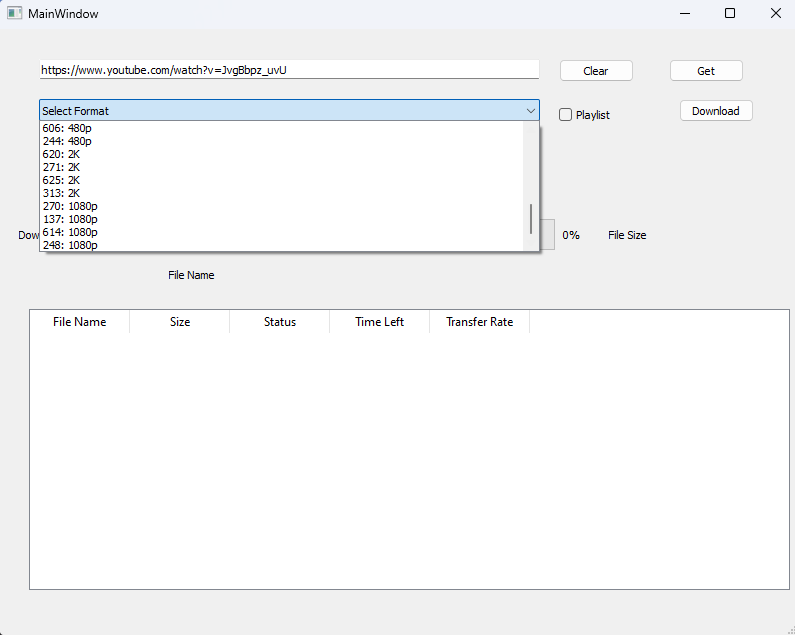 MainWindow
https://www.youtube.com/watch?v=JvgBbpz_uvU
Clear
Get
Select Format
Playlist
Download
606: 480p
244: 480p
620: 2K
271: 2K
625: 2K
313: 2K
270: 1080p
137: 1080p
614: 1080p
248: 1080p
Dow
0%
File Size
File Name
File Name Size Status Time Left Transfer Rate